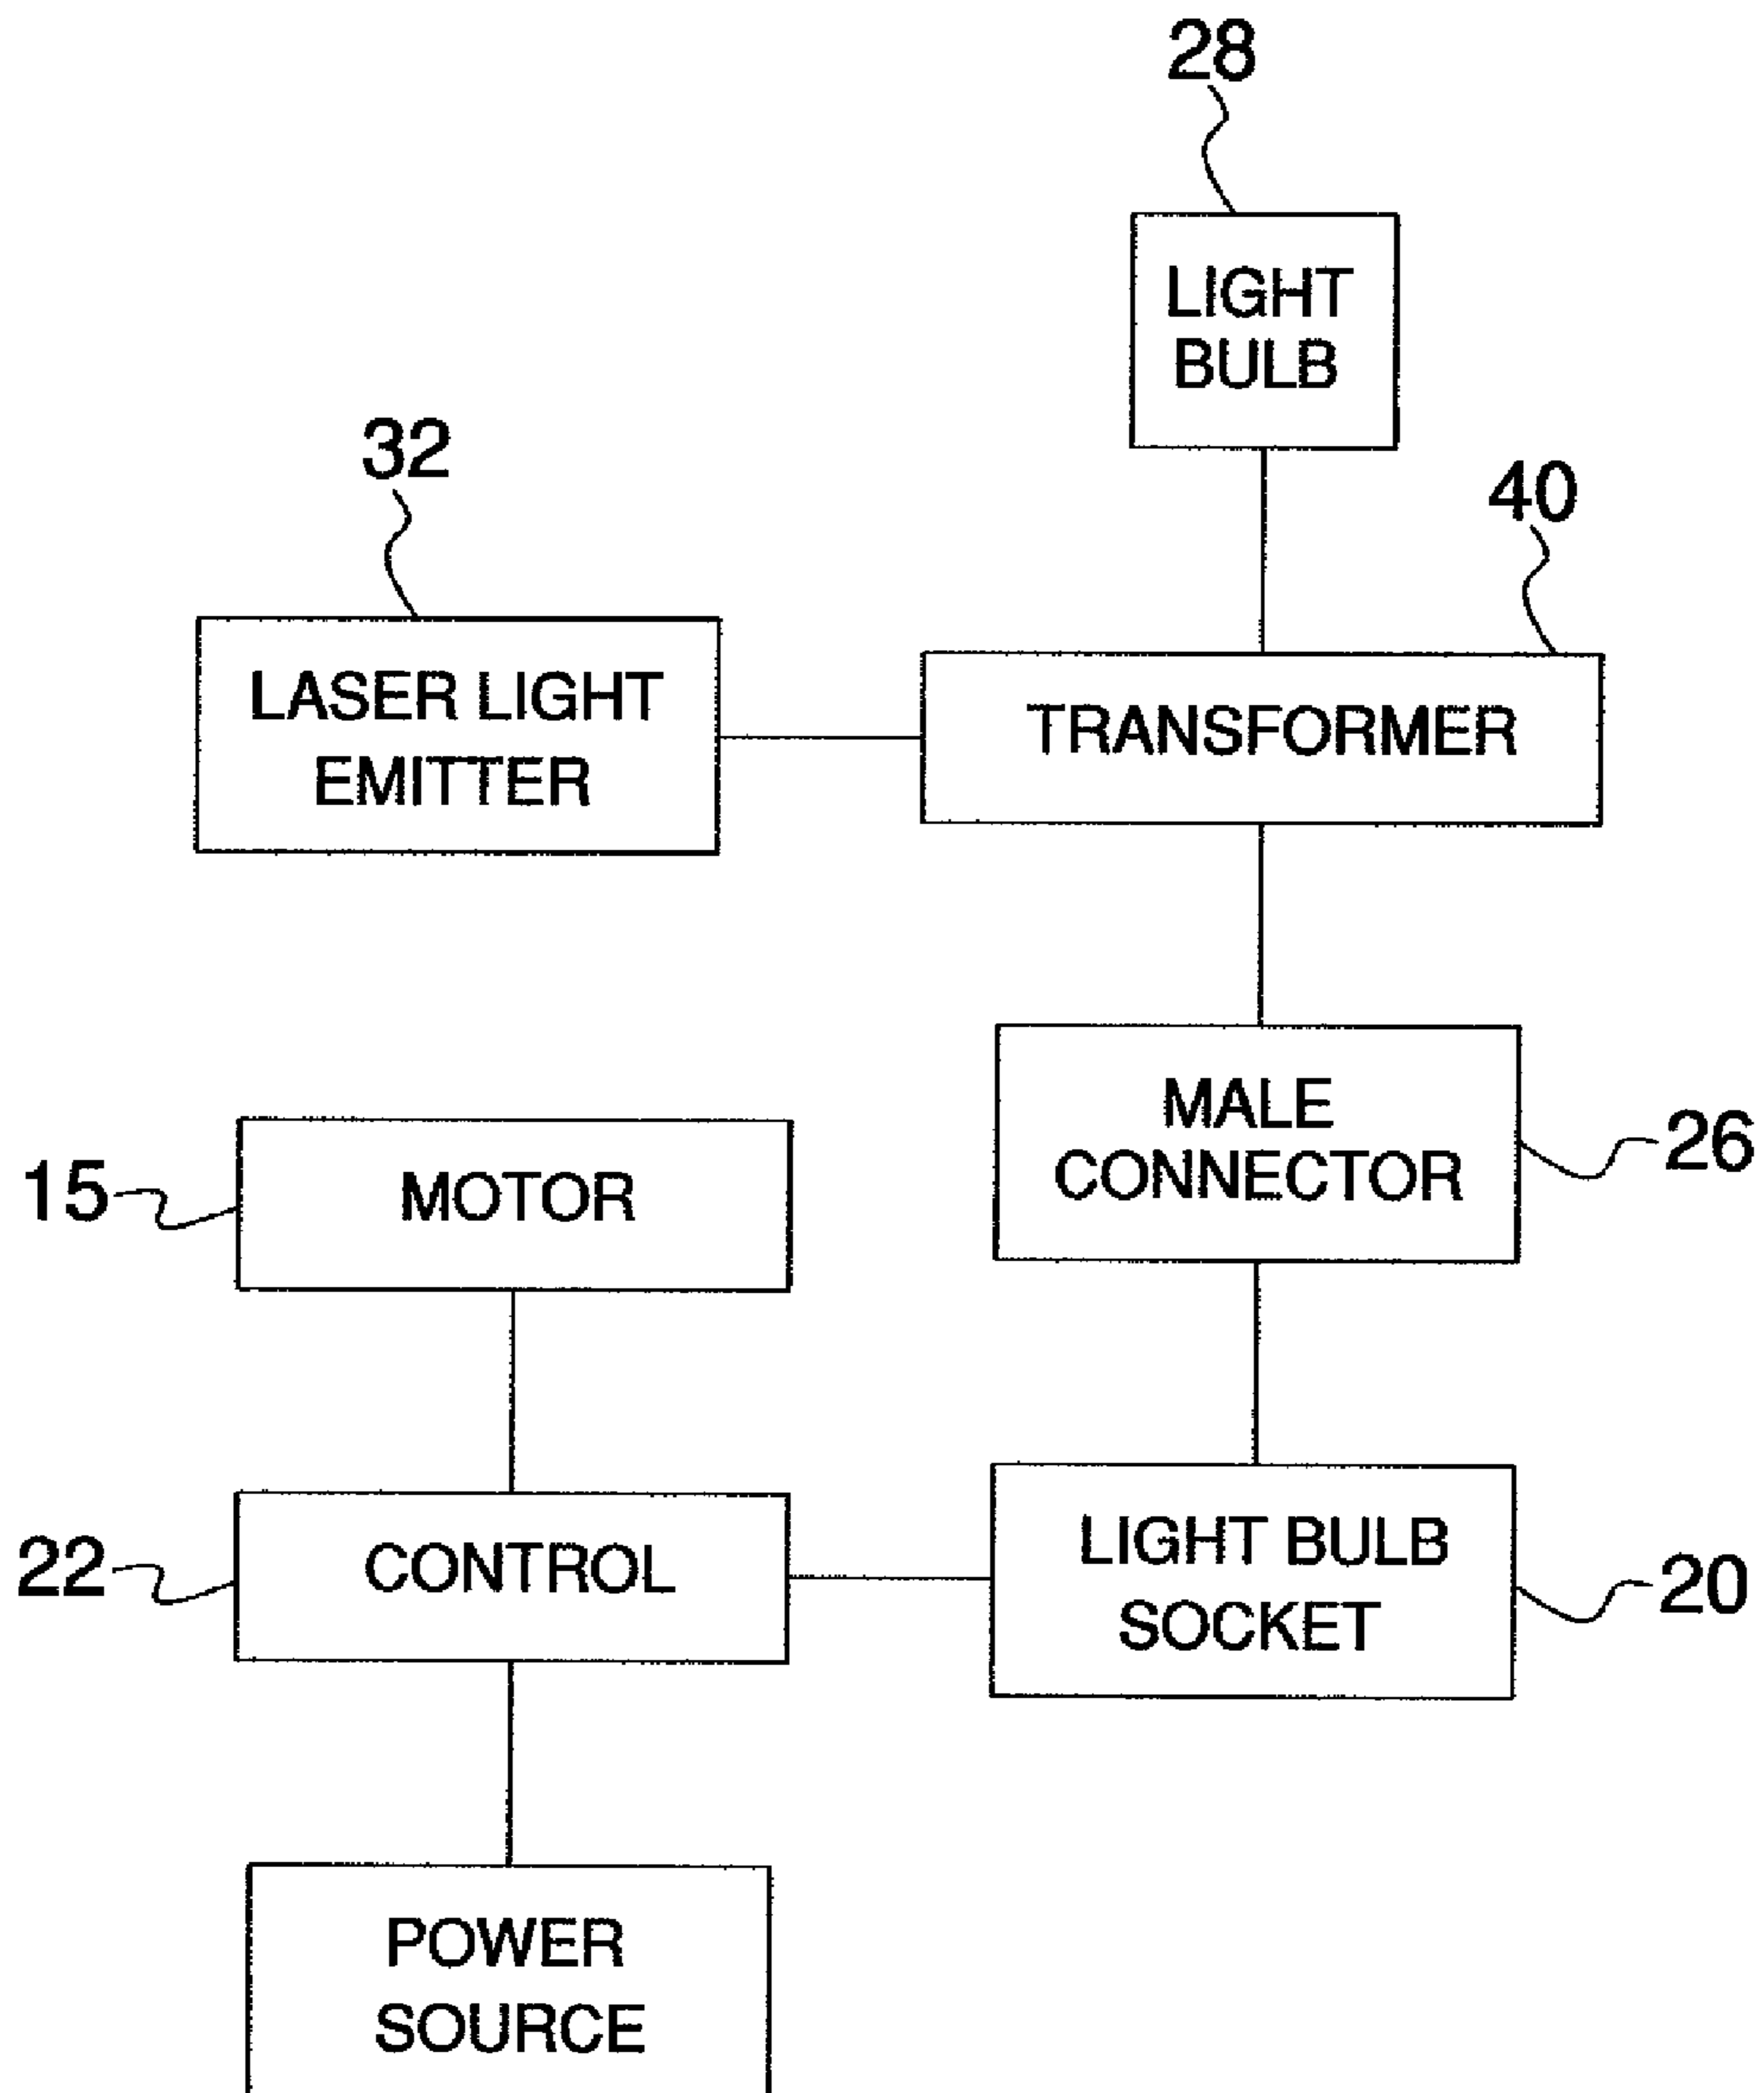 28
LIGHT
BULB
32
40
LASER LIGHT
EMITTER
TRANSFORMER
MALE
CONNECTOR
26
15
MOTOR
LIGHT BULB
SOCKET
20
22
CONTROL
POWER
SOURCE